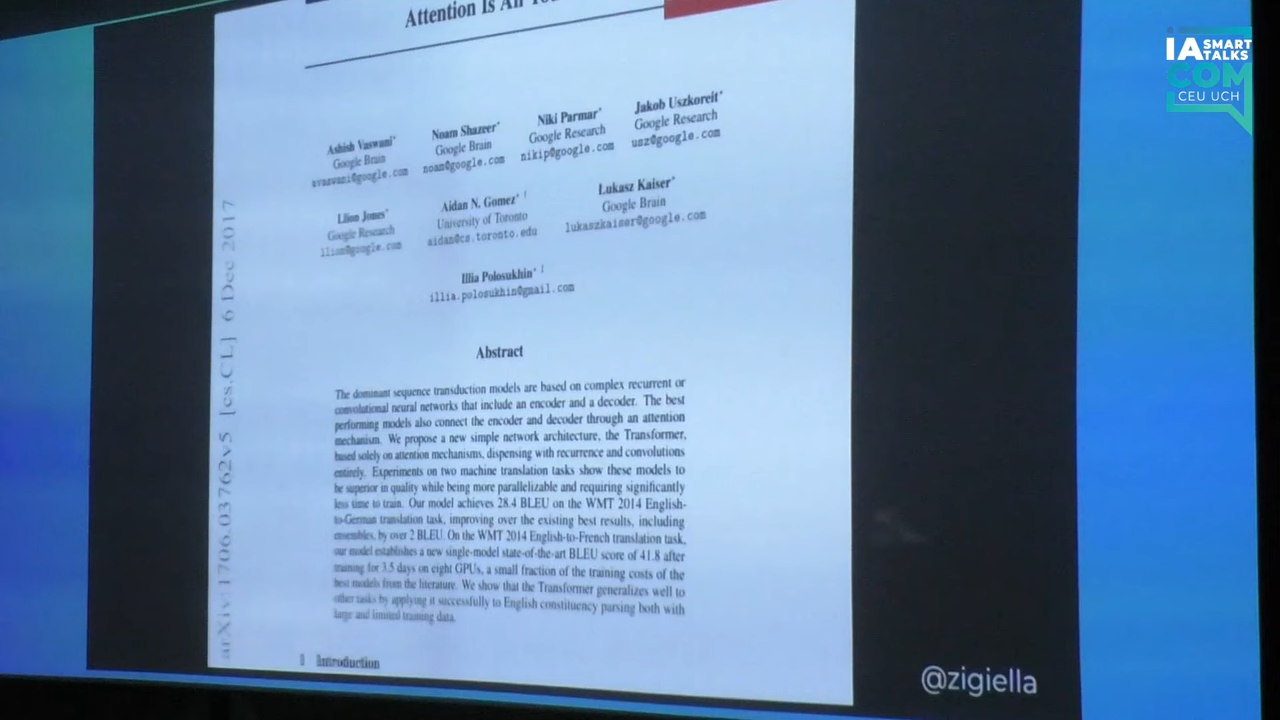 Attention Is All
IA SMART TALKS
COM
CEU UCH
Ashish Vaswani*
Google Brain
avaswani@google.com
Noam Shazeer*
Google Brain
noam@google.com
Niki Parmar*
Google Research
nikip@google.com
Jakob Uszkoreit*
Google Research
usz@google.com
Llion Jones*
Google Research
llion@google.com
Aidan N. Gomez* †
University of Toronto
aidan@cs.toronto.edu
Łukasz Kaiser*
Google Brain
lukaszkaiser@google.com
Illia Polosukhin* ‡
illia.polosukhin@gmail.com
arXiv:1706.03762v5 [cs.CL] 6 Dec 2017
Abstract
The dominant sequence transduction models are based on complex recurrent or
convolutional neural networks that include an encoder and a decoder. The best
performing models also connect the encoder and decoder through an attention
mechanism. We propose a new simple network architecture, the Transformer,
based solely on attention mechanisms, dispensing with recurrence and convolutions
entirely. Experiments on two machine translation tasks show these models to
be superior in quality while being more parallelizable and requiring significantly
less time to train. Our model achieves 28.4 BLEU on the WMT 2014 English-
to-German translation task, improving over the existing best results, including
ensembles, by over 2 BLEU. On the WMT 2014 English-to-French translation task,
our model establishes a new single-model state-of-the-art BLEU score of 41.8 after
training for 3.5 days on eight GPUs, a small fraction of the training costs of the
best models from the literature. We show that the Transformer generalizes well to
other tasks by applying it successfully to English constituency parsing both with
large and limited training data.
1 Introduction
@zigiella